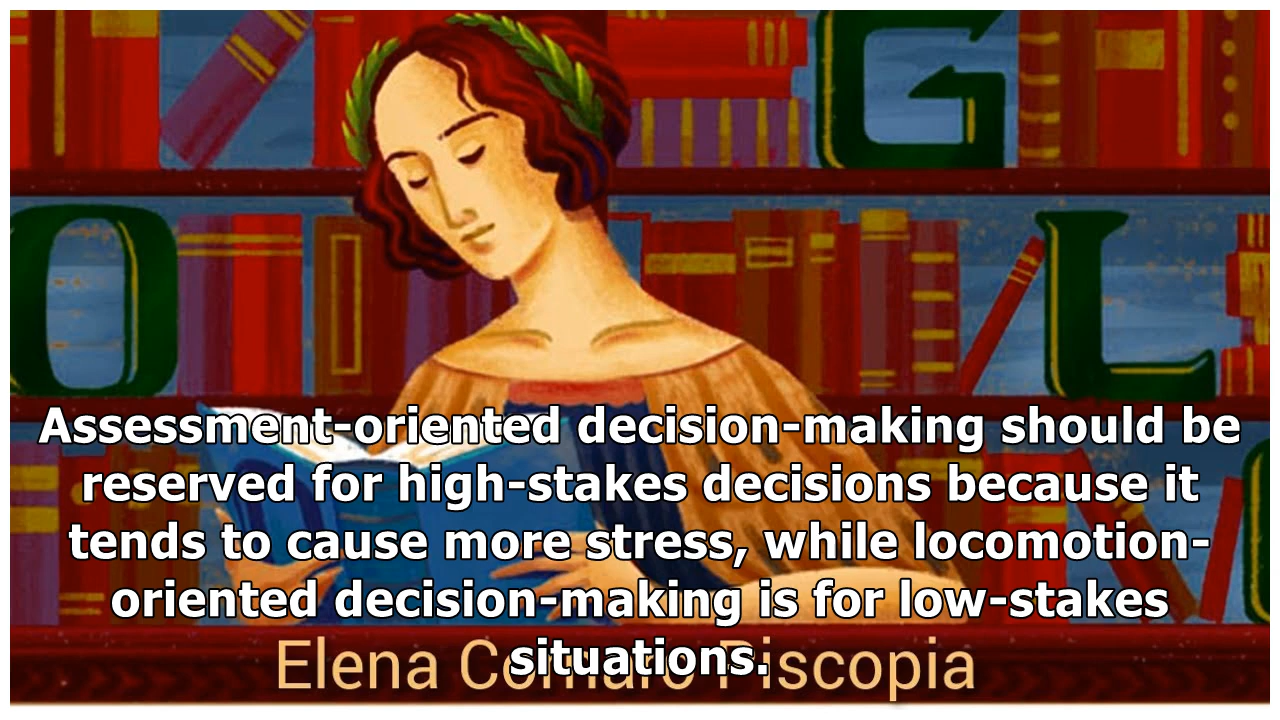 G
O L
Assessment-oriented decision-making should be
reserved for high-stakes decisions because it
tends to cause more stress, while locomotion-
oriented decision-making is for low-stakes
situations.
Elena Piscopia